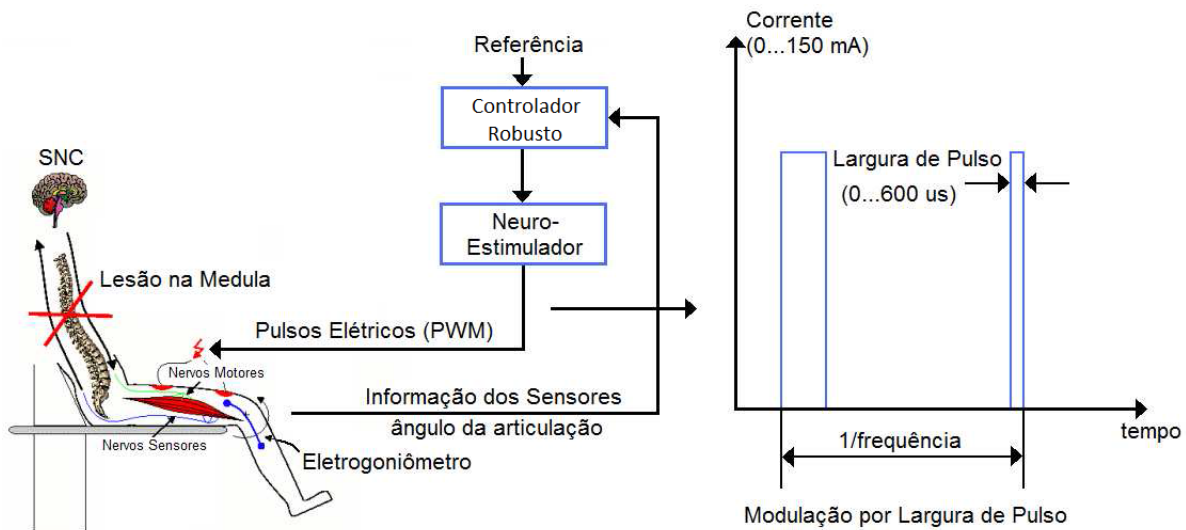 Referência
Controlador
Robusto
Neuro-
Estimulador
SNC
Lesão na Medula
Pulsos Elétricos (PWM)
Nervos Motores
Informação dos Sensores
ângulo da articulação
Nervos Sensores
Eletrogoniômetro
Corrente
(0...150 mA)
Largura de Pulso
(0...600 us)
tempo
1/frequência
Modulação por Largura de Pulso